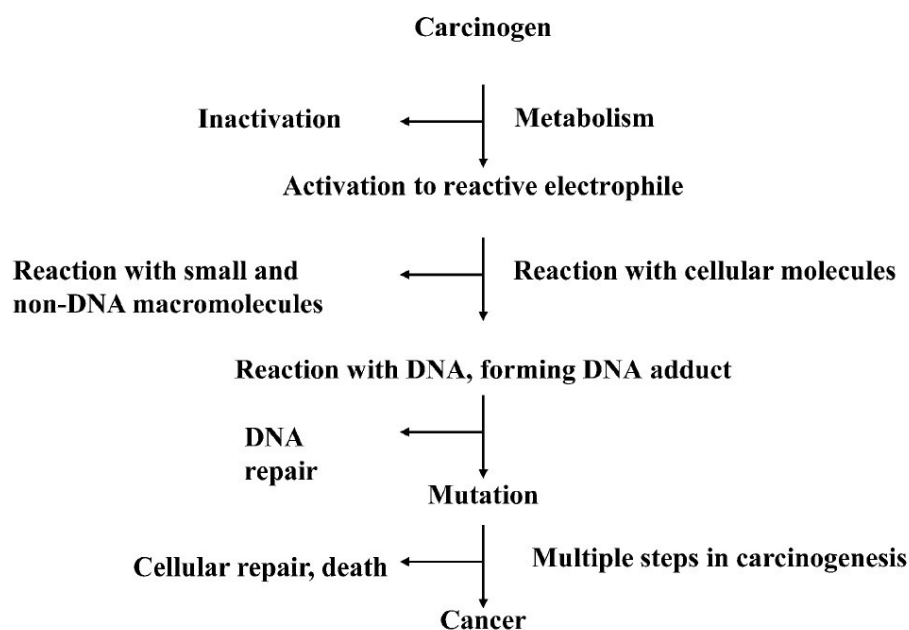 Carcinogen
Inactivation
Metabolism
Activation to reactive electrophile
Reaction with small and
non-DNA macromolecules
Reaction with cellular molecules
Reaction with DNA, forming DNA adduct
DNA
repair
Mutation
Cellular repair, death
Multiple steps in carcinogenesis
Cancer